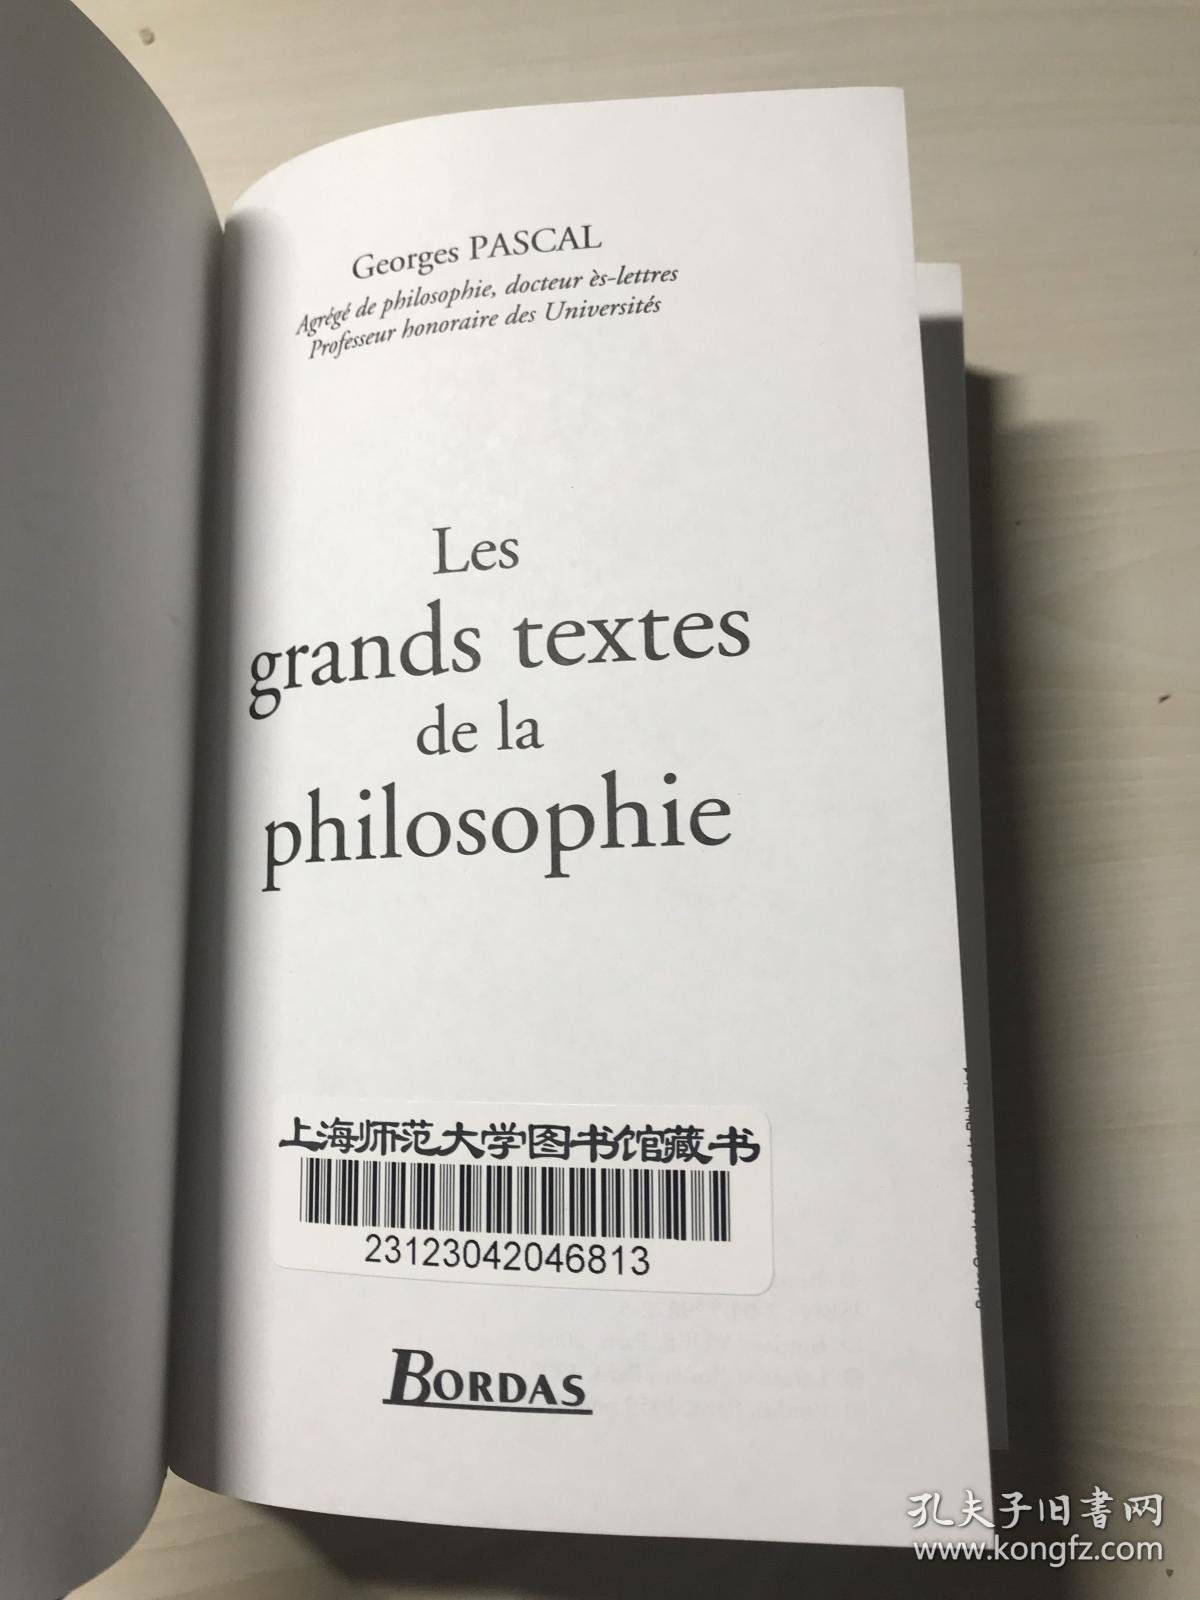 Georges PASCAL
Agrégé de philosophie, docteur ès-lettres
Professeur honoraire des Universités
Les
grands textes
de la
philosophie
上海师范大学图书馆藏书
23123042046813
BORDAS
孔夫子旧书网
www.kongfz.com